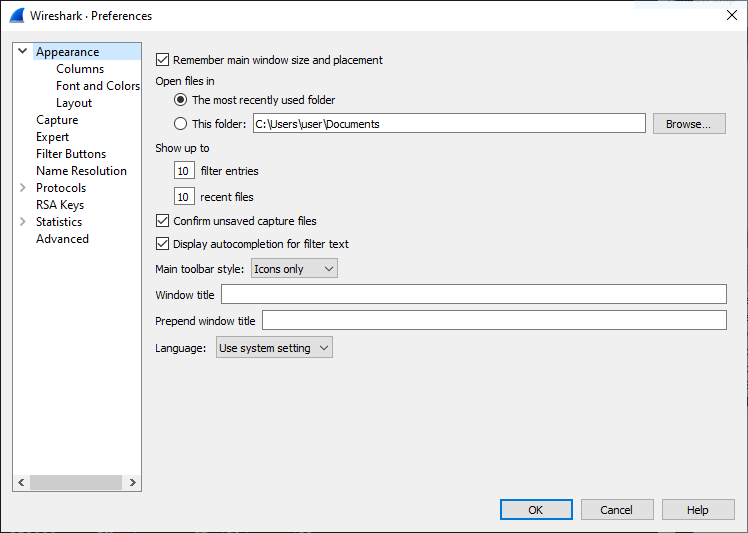 Wireshark · Preferences
Appearance
Columns
Font and Colors
Layout
Capture
Expert
Filter Buttons
Name Resolution
Protocols
RSA Keys
Statistics
Advanced
Remember main window size and placement
Open files in
The most recently used folder
This folder: C:\Users\user\Documents Browse...
Show up to
10 filter entries
10 recent files
Confirm unsaved capture files
Display autocompletion for filter text
Main toolbar style: Icons only
Window title
Prepend window title
Language: Use system setting
OK Cancel Help